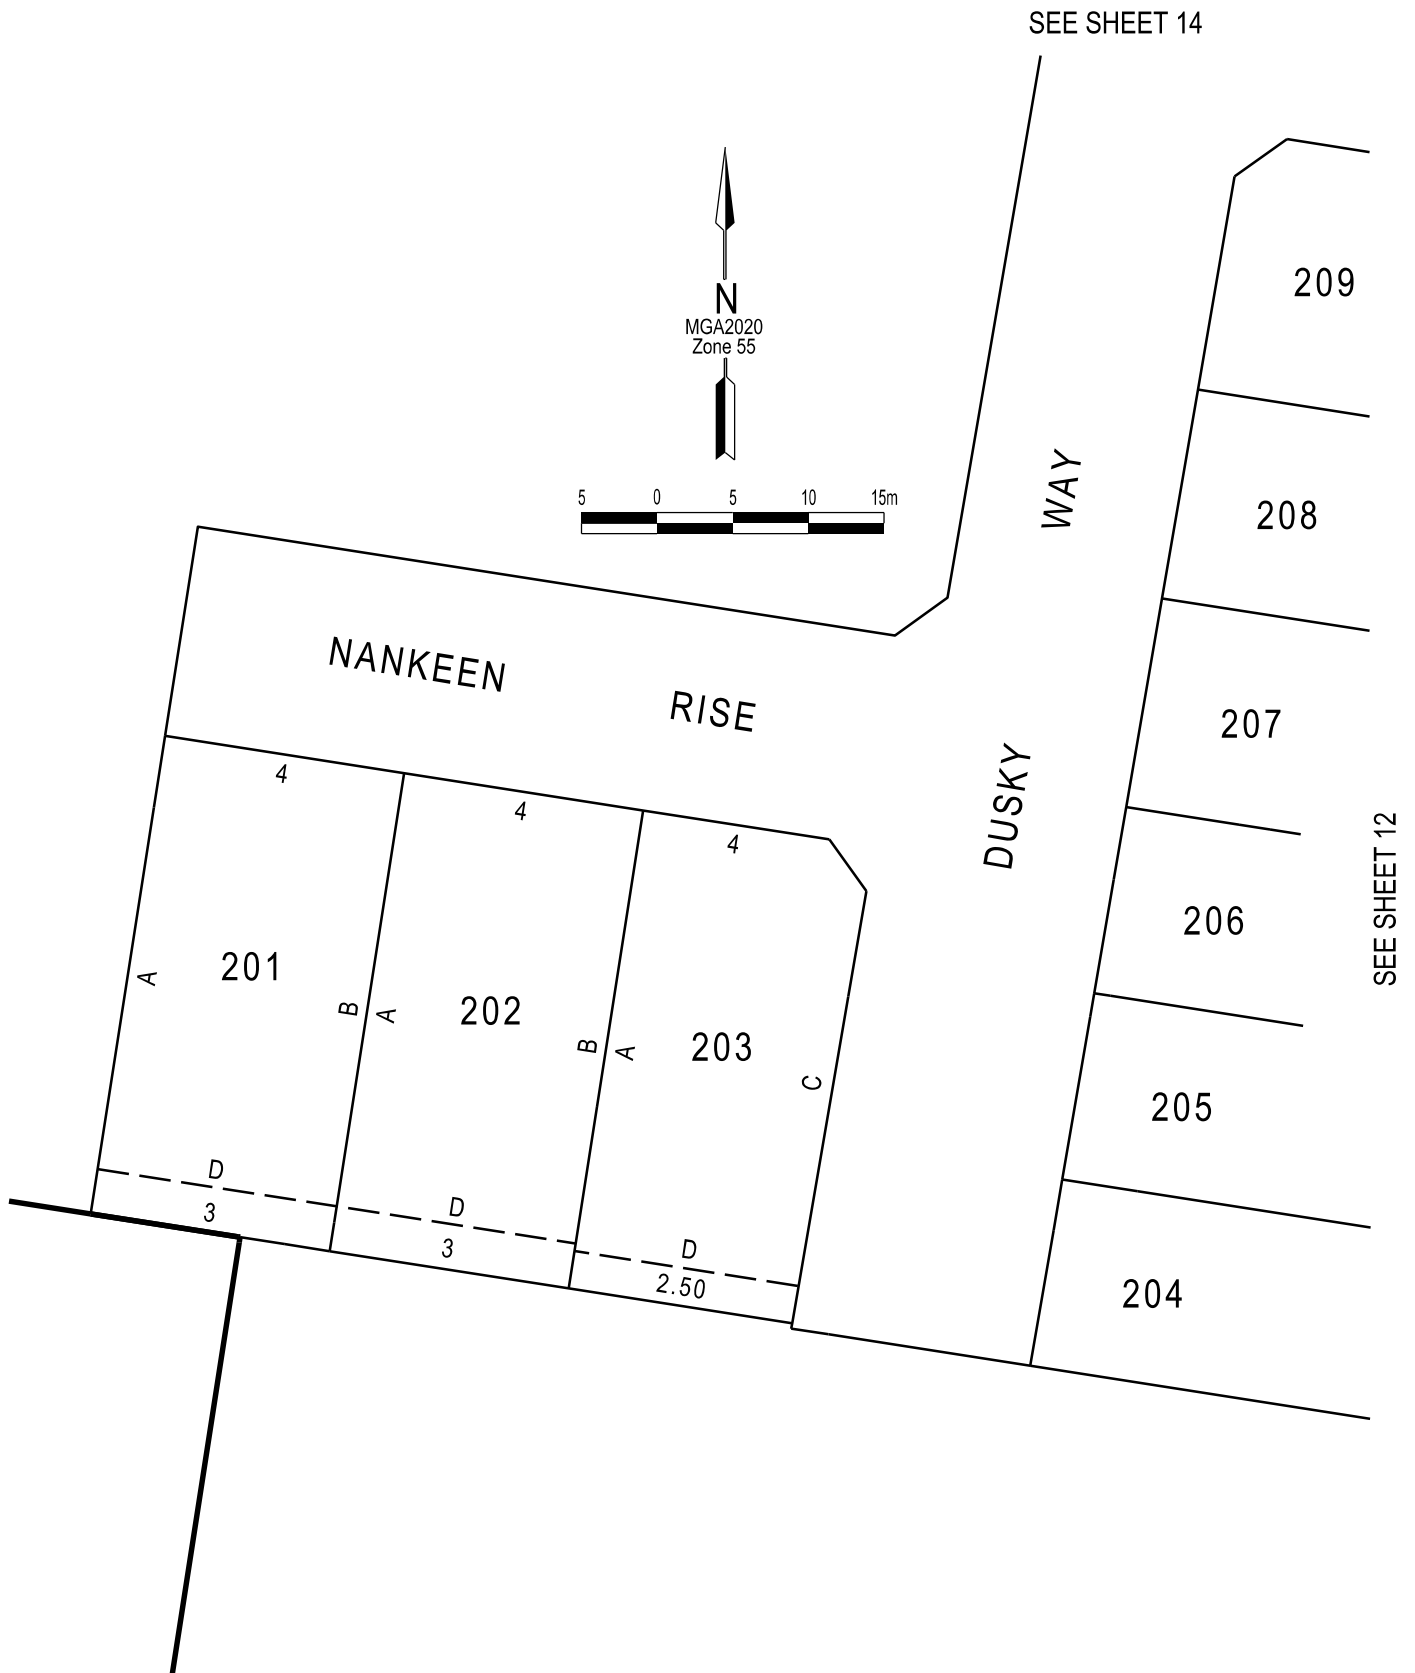 SEE SHEET 14
209
N
MGA2020
Zone 55
WAY
208
5 0 5 10 15m
NANKEEN RISE
207
DUSKY
4
4
4
SEE SHEET 12
206
A
201
B
A
202
B
A
203
C
205
D
3
D
3
D
2.50
204